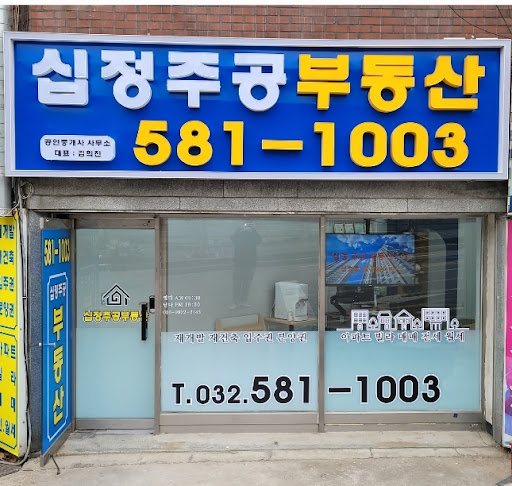 십정주공부동산
공인중개사 사무소
대표 : 김희진
581-1003
581-1003
십정주공
부동산
십정주공부동산
재개발 재건축 입주권 분양권
아파트 빌라 매매 전세 월세
T.032.581-1003